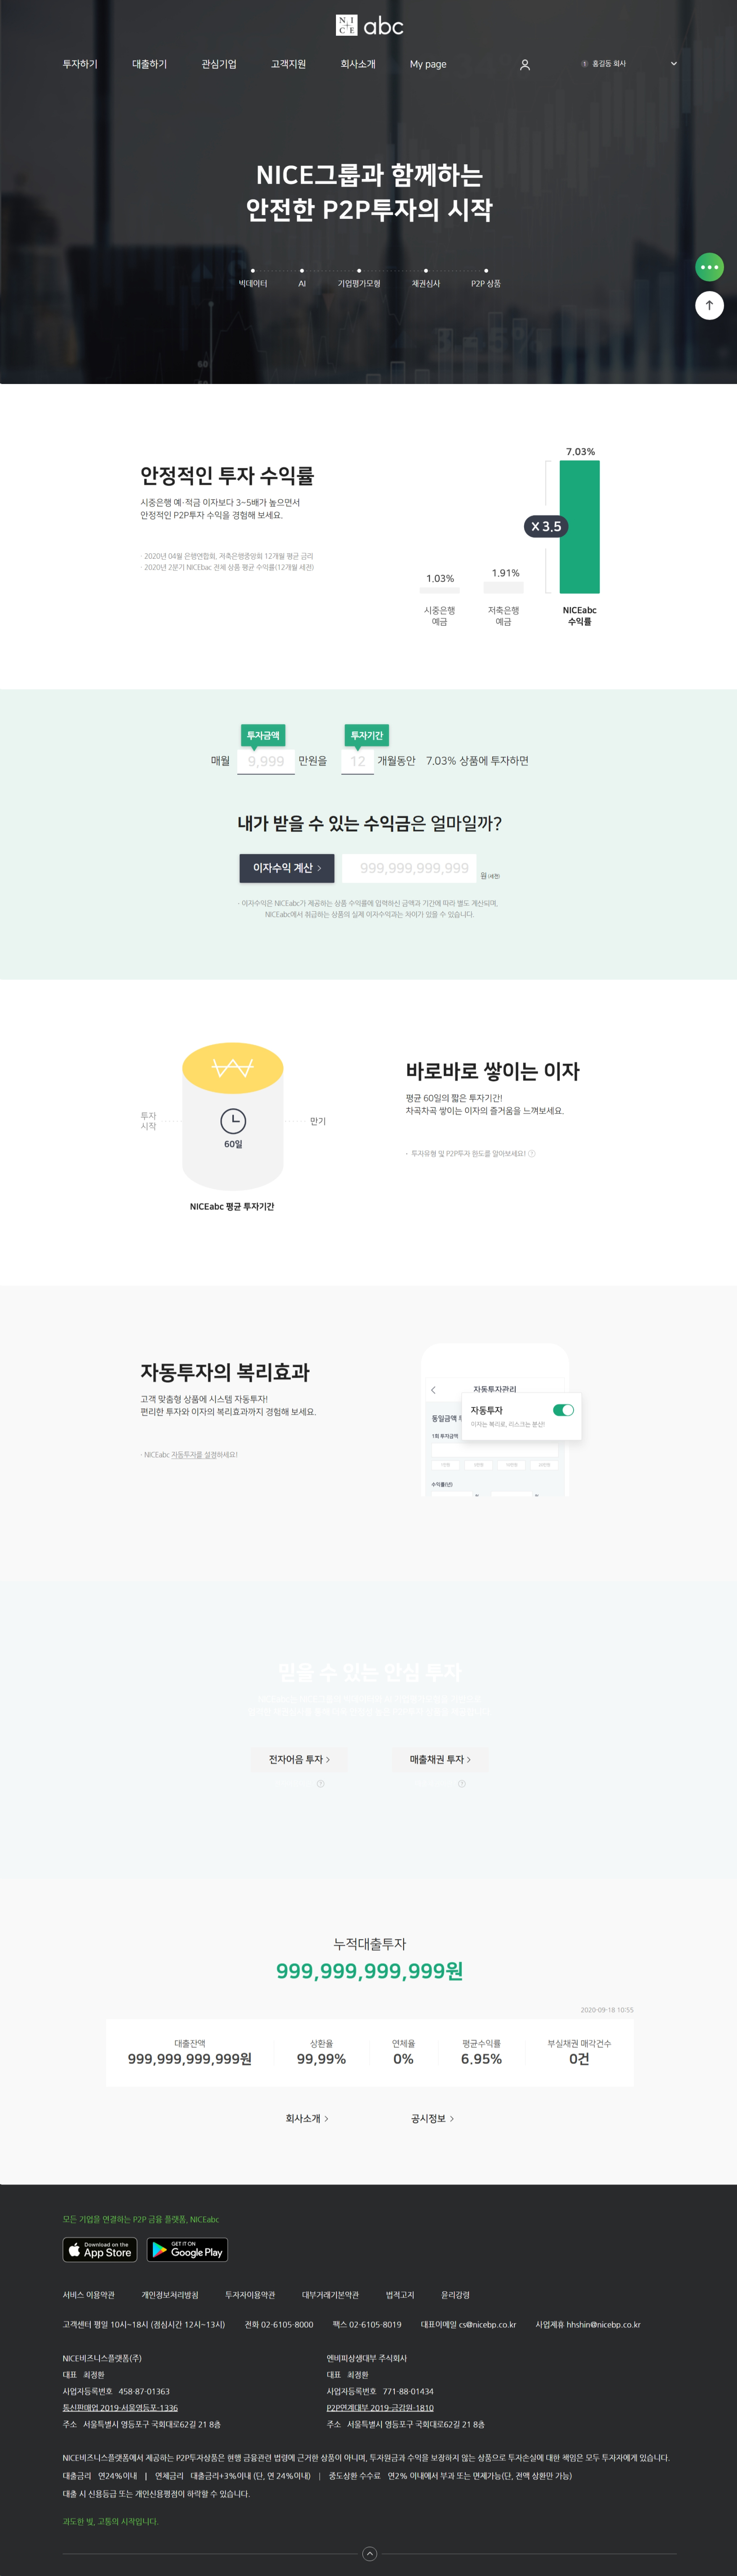 NICE abc
투자하기 대출하기 관심기업 고객지원 회사소개 My page 홍길동 회사
NICE그룹과 함께하는
안전한 P2P투자의 시작
빅데이터 AI 기업평가모형 채권심사 P2P 상품
안정적인 투자 수익률
시중은행 예·적금 이자보다 3~5배가 높으면서
안정적인 P2P투자 수익을 경험해 보세요.
· 2020년 04월 은행연합회, 저축은행중앙회 12개월 평균 금리
· 2020년 2분기 NICEbac 전체 상품 평균 수익률(12개월 세전)
7.03%
X 3.5
1.03%
1.91%
시중은행
예금
저축은행
예금
NICEabc
수익률
투자금액
투자기간
매월 9,999 만원을 12 개월동안 7.03% 상품에 투자하면
내가 받을 수 있는 수익금은 얼마일까?
이자수익 계산 999,999,999,999 원 (세전)
· 이자수익은 NICEabc가 제공하는 상품 수익률에 입력하신 금액과 기간에 따라 별도 계산되며,
NICEabc에서 취급하는 상품의 실제 이자수익과는 차이가 있을 수 있습니다.
투자
시작
60일
만기
NICEabc 평균 투자기간
바로바로 쌓이는 이자
평균 60일의 짧은 투자기간!
차곡차곡 쌓이는 이자의 즐거움을 느껴보세요.
- 투자유형 및 P2P투자 한도를 알아보세요! ?
자동투자의 복리효과
고객 맞춤형 상품에 시스템 자동투자!
편리한 투자와 이자의 복리효과까지 경험해 보세요.
· NICEabc 자동투자를 설정하세요!
자동투자관리
자동투자
이자는 복리로, 리스크는 분산!
동일금액
1회 투자금액
수익률(년)
믿을 수 있는 안심 투자
전자어음 투자
매출채권 투자
?
?
누적대출투자
999,999,999,999원
2020-09-18 10:55
대출잔액 상환율 연체율 평균수익률 부실채권 매각건수
999,999,999,999원 99,99% 0% 6.95% 0건
회사소개 공시정보
모든 기업을 연결하는 P2P 금융 플랫폼, NICEabc
Download on the App Store
GET IT ON Google Play
서비스 이용약관 개인정보처리방침 투자자이용약관 대부거래기본약관 법적고지 윤리강령
고객센터 평일 10시~18시 (점심시간 12시~13시) 전화 02-6105-8000 팩스 02-6105-8019 대표이메일 cs@nicebp.co.kr 사업제휴 hhshin@nicebp.co.kr
NICE비즈니스플랫폼(주)
대표 최정환
사업자등록번호 458-87-01363
통신판매업 2019-서울영등포-1336
주소 서울특별시 영등포구 국회대로62길 21 8층
엔비피상생대부 주식회사
대표 최정환
사업자등록번호 771-88-01434
P2P연계대부 2019-금감원-1810
주소 서울특별시 영등포구 국회대로62길 21 8층
NICE비즈니스플랫폼에서 제공하는 P2P투자상품은 현행 금융관련 법령에 근거한 상품이 아니며, 투자원금과 수익을 보장하지 않는 상품으로 투자손실에 대한 책임은 모두 투자자에게 있습니다.
대출금리 연24%이내 | 연체금리 대출금리+3%이내 (단, 연 24%이내) | 중도상환 수수료 연2% 이내에서 부과 또는 면제가능(단, 전액 상환만 가능)
대출 시 신용등급 또는 개인신용평점이 하락할 수 있습니다.
과도한 빚, 고통의 시작입니다.